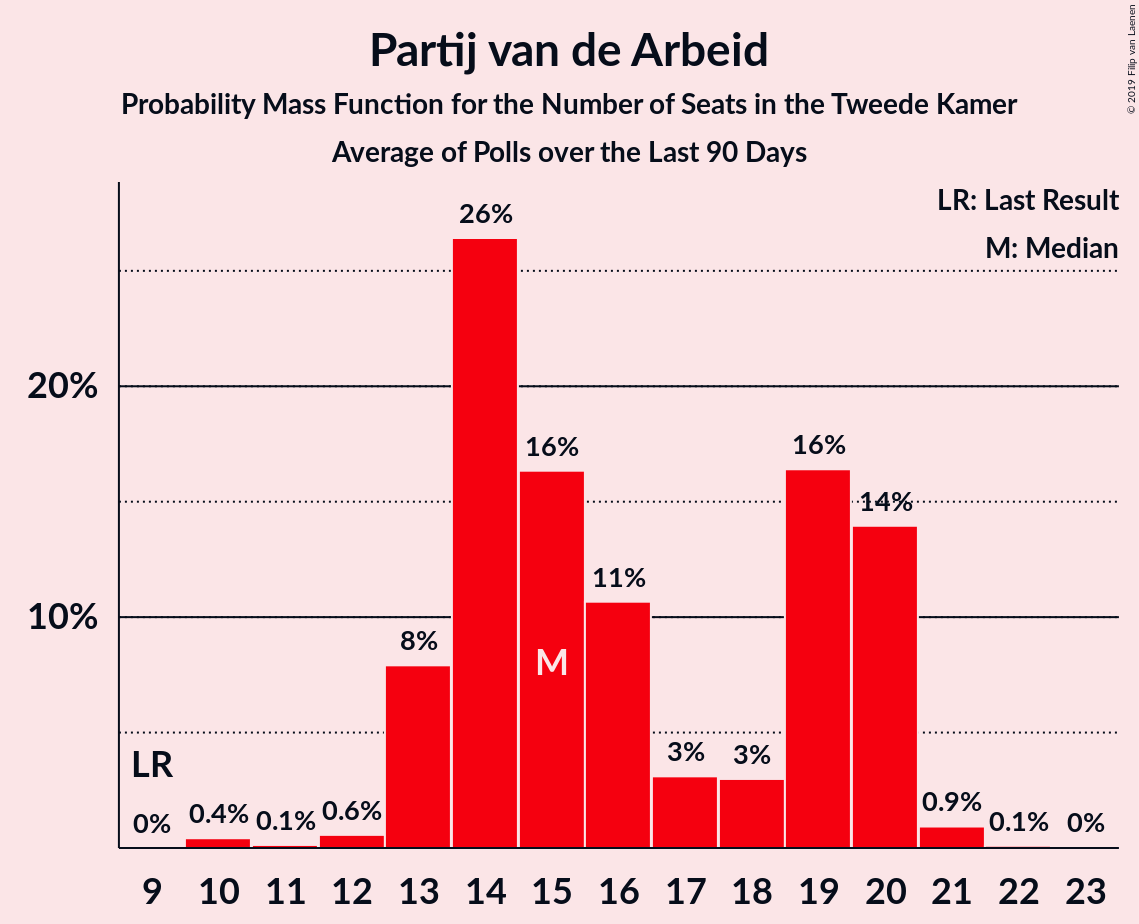 Partij van de Arbeid
Probability Mass Function for the Number of Seats in the Tweede Kamer
Average of Polls over the Last 90 Days
© 2019 Filip van Laenen
LR: Last Result
M: Median
26%
20%
16%
16%
14%
11%
10%
8%
M
3%
3%
LR
0%
0.4%
0.1%
0.6%
0.9%
0.1%
0%
9 10 11 12 13 14 15 16 17 18 19 20 21 22 23